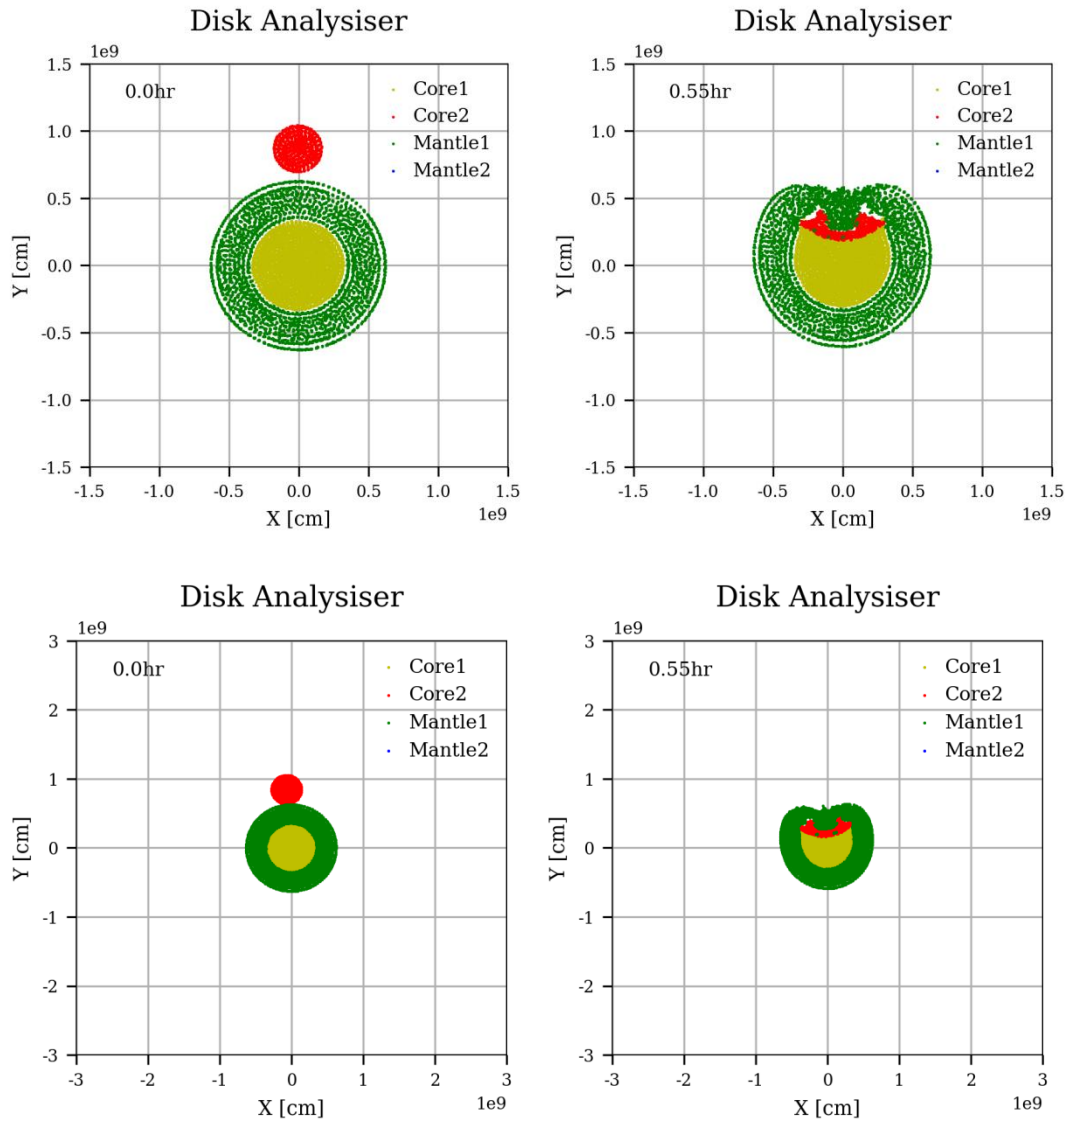 Disk Analysiser
1e9
0.0hr
Core1
Core2
Mantle1
Mantle2
1.5
1.0
0.5
0.0
-0.5
-1.0
-1.5
Y [cm]
-1.5 -1.0 -0.5 0.0 0.5 1.0 1.5
X [cm]
1e9
Disk Analysiser
1e9
0.55hr
Core1
Core2
Mantle1
Mantle2
1.5
1.0
0.5
0.0
-0.5
-1.0
-1.5
Y [cm]
-1.5 -1.0 -0.5 0.0 0.5 1.0 1.5
X [cm]
1e9
Disk Analysiser
1e9
0.0hr
Core1
Core2
Mantle1
Mantle2
3
2
1
0
-1
-2
-3
Y [cm]
-3 -2 -1 0 1 2 3
X [cm]
1e9
Disk Analysiser
1e9
0.55hr
Core1
Core2
Mantle1
Mantle2
3
2
1
0
-1
-2
-3
Y [cm]
-3 -2 -1 0 1 2 3
X [cm]
1e9